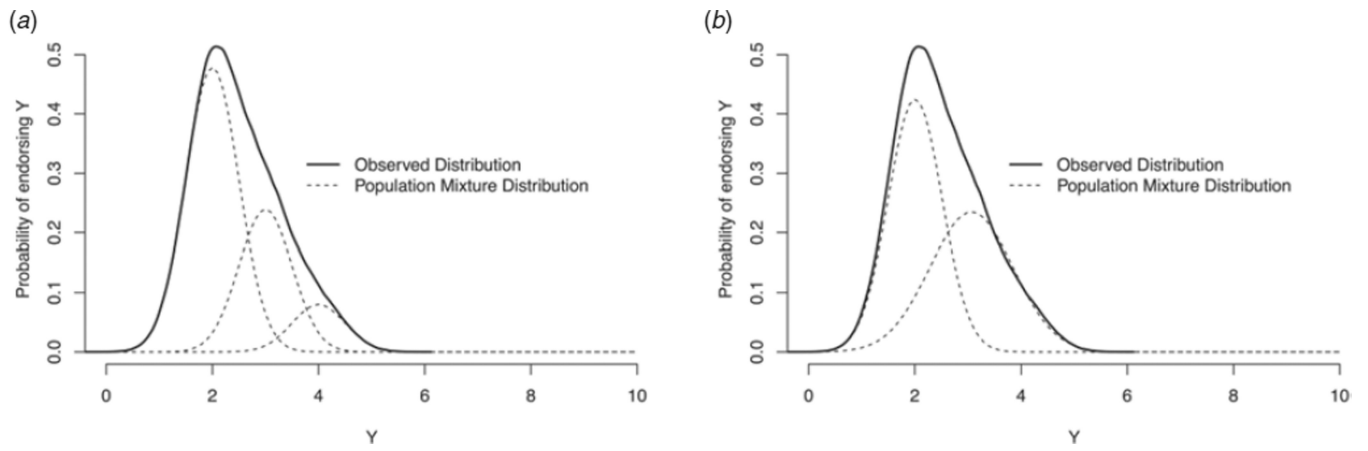 (a)
Probability of endorsing Y
0.5
0.4
0.3
0.2
0.1
0.0
Observed Distribution
Population Mixture Distribution
0 2 4 6 8 10
Y
(b)
Probability of endorsing Y
0.5
0.4
0.3
0.2
0.1
0.0
Observed Distribution
Population Mixture Distribution
0 2 4 6 8 10
Y